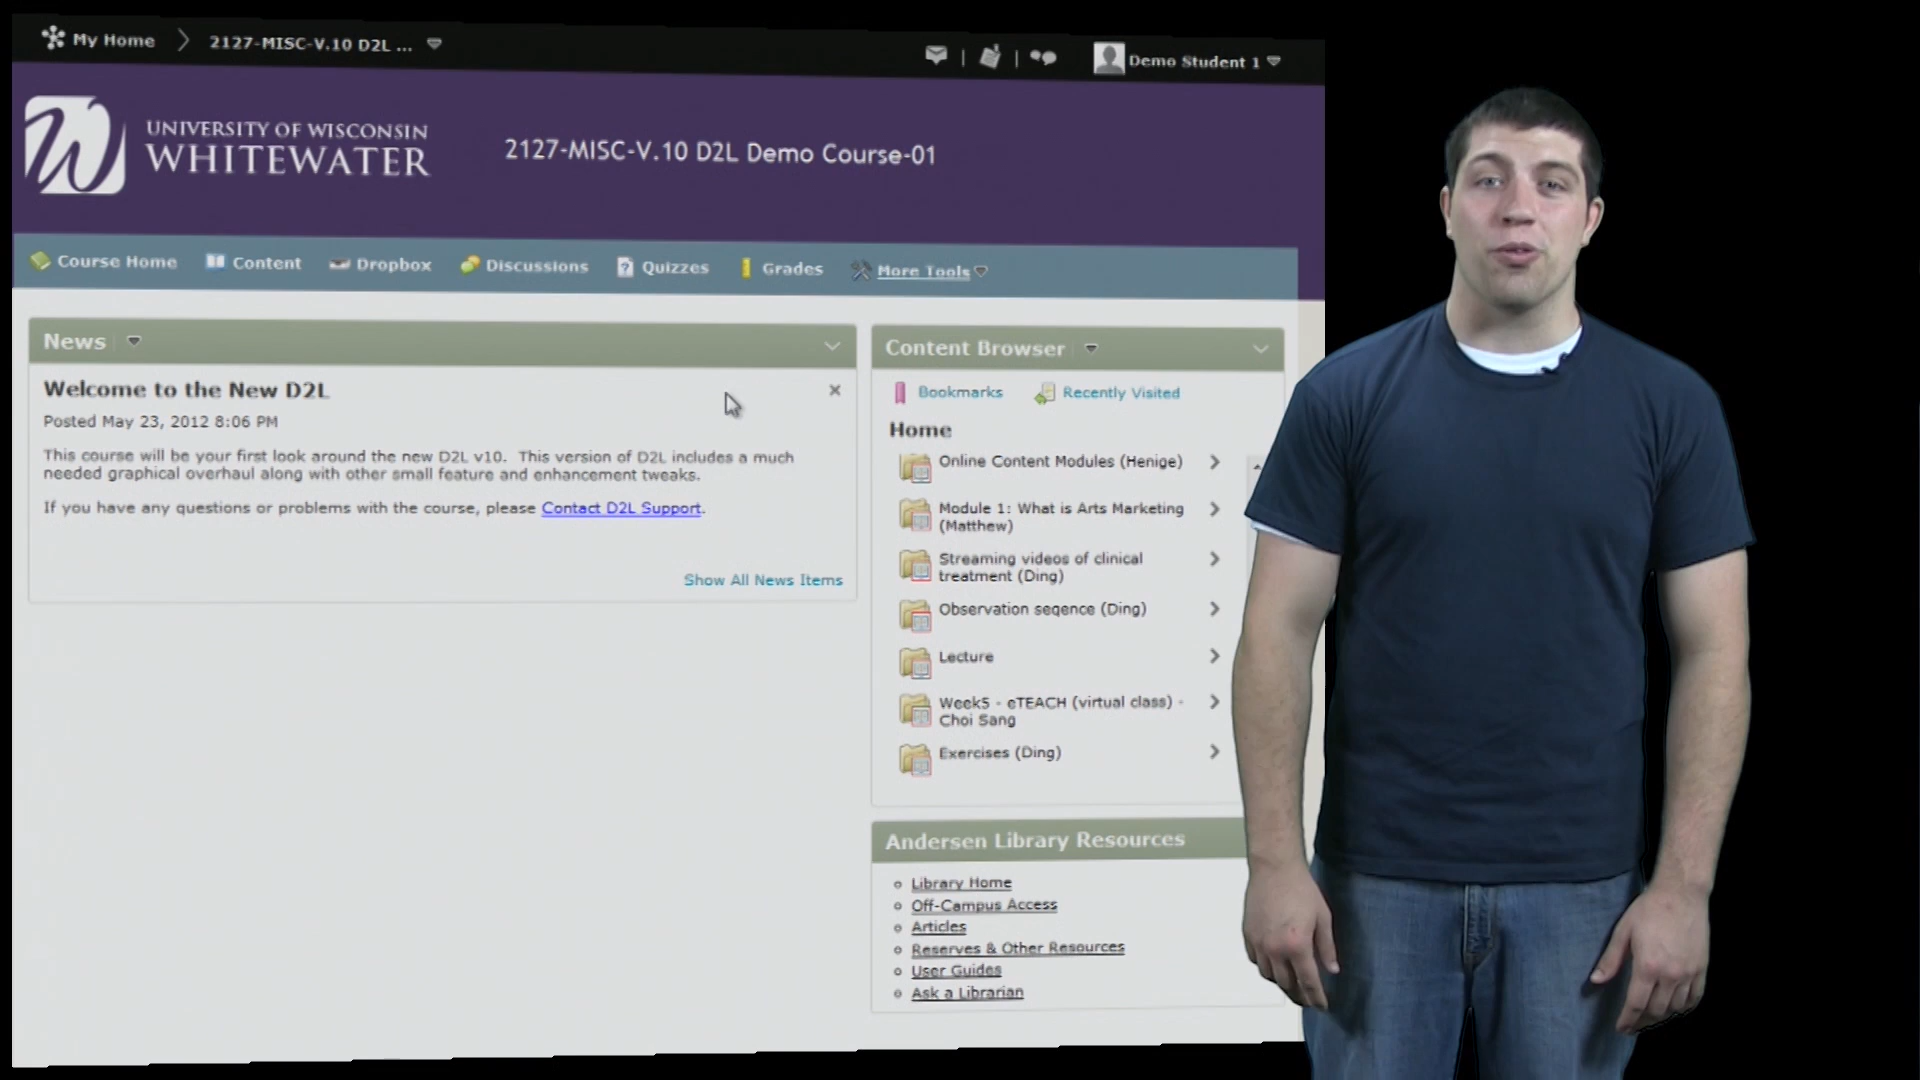 My Home
2127-MISC-V.10 D2L ...
Demo Student 1
UNIVERSITY OF WISCONSIN
WHITEWATER
2127-MISC-V.10 D2L Demo Course-01
Course Home
Content
Dropbox
Discussions
Quizzes
Grades
More Tools
News
Welcome to the New D2L
Posted May 23, 2012 8:06 PM
This course will be your first look around the new D2L v10. This version of D2L includes a much
needed graphical overhaul along with other small feature and enhancement tweaks.
If you have any questions or problems with the course, please Contact D2L Support.
Show All News Items
Content Browser
Bookmarks
Recently Visited
Home
Online Content Modules (Henige)
Module 1: What is Arts Marketing
(Matthew)
Streaming videos of clinical
treatment (Ding)
Observation seqence (Ding)
Lecture
Week5 - eTEACH (virtual class) -
Choi Sang
Exercises (Ding)
Andersen Library Resources
Library Home
Off-Campus Access
Articles
Reserves & Other Resources
User Guides
Ask a Librarian